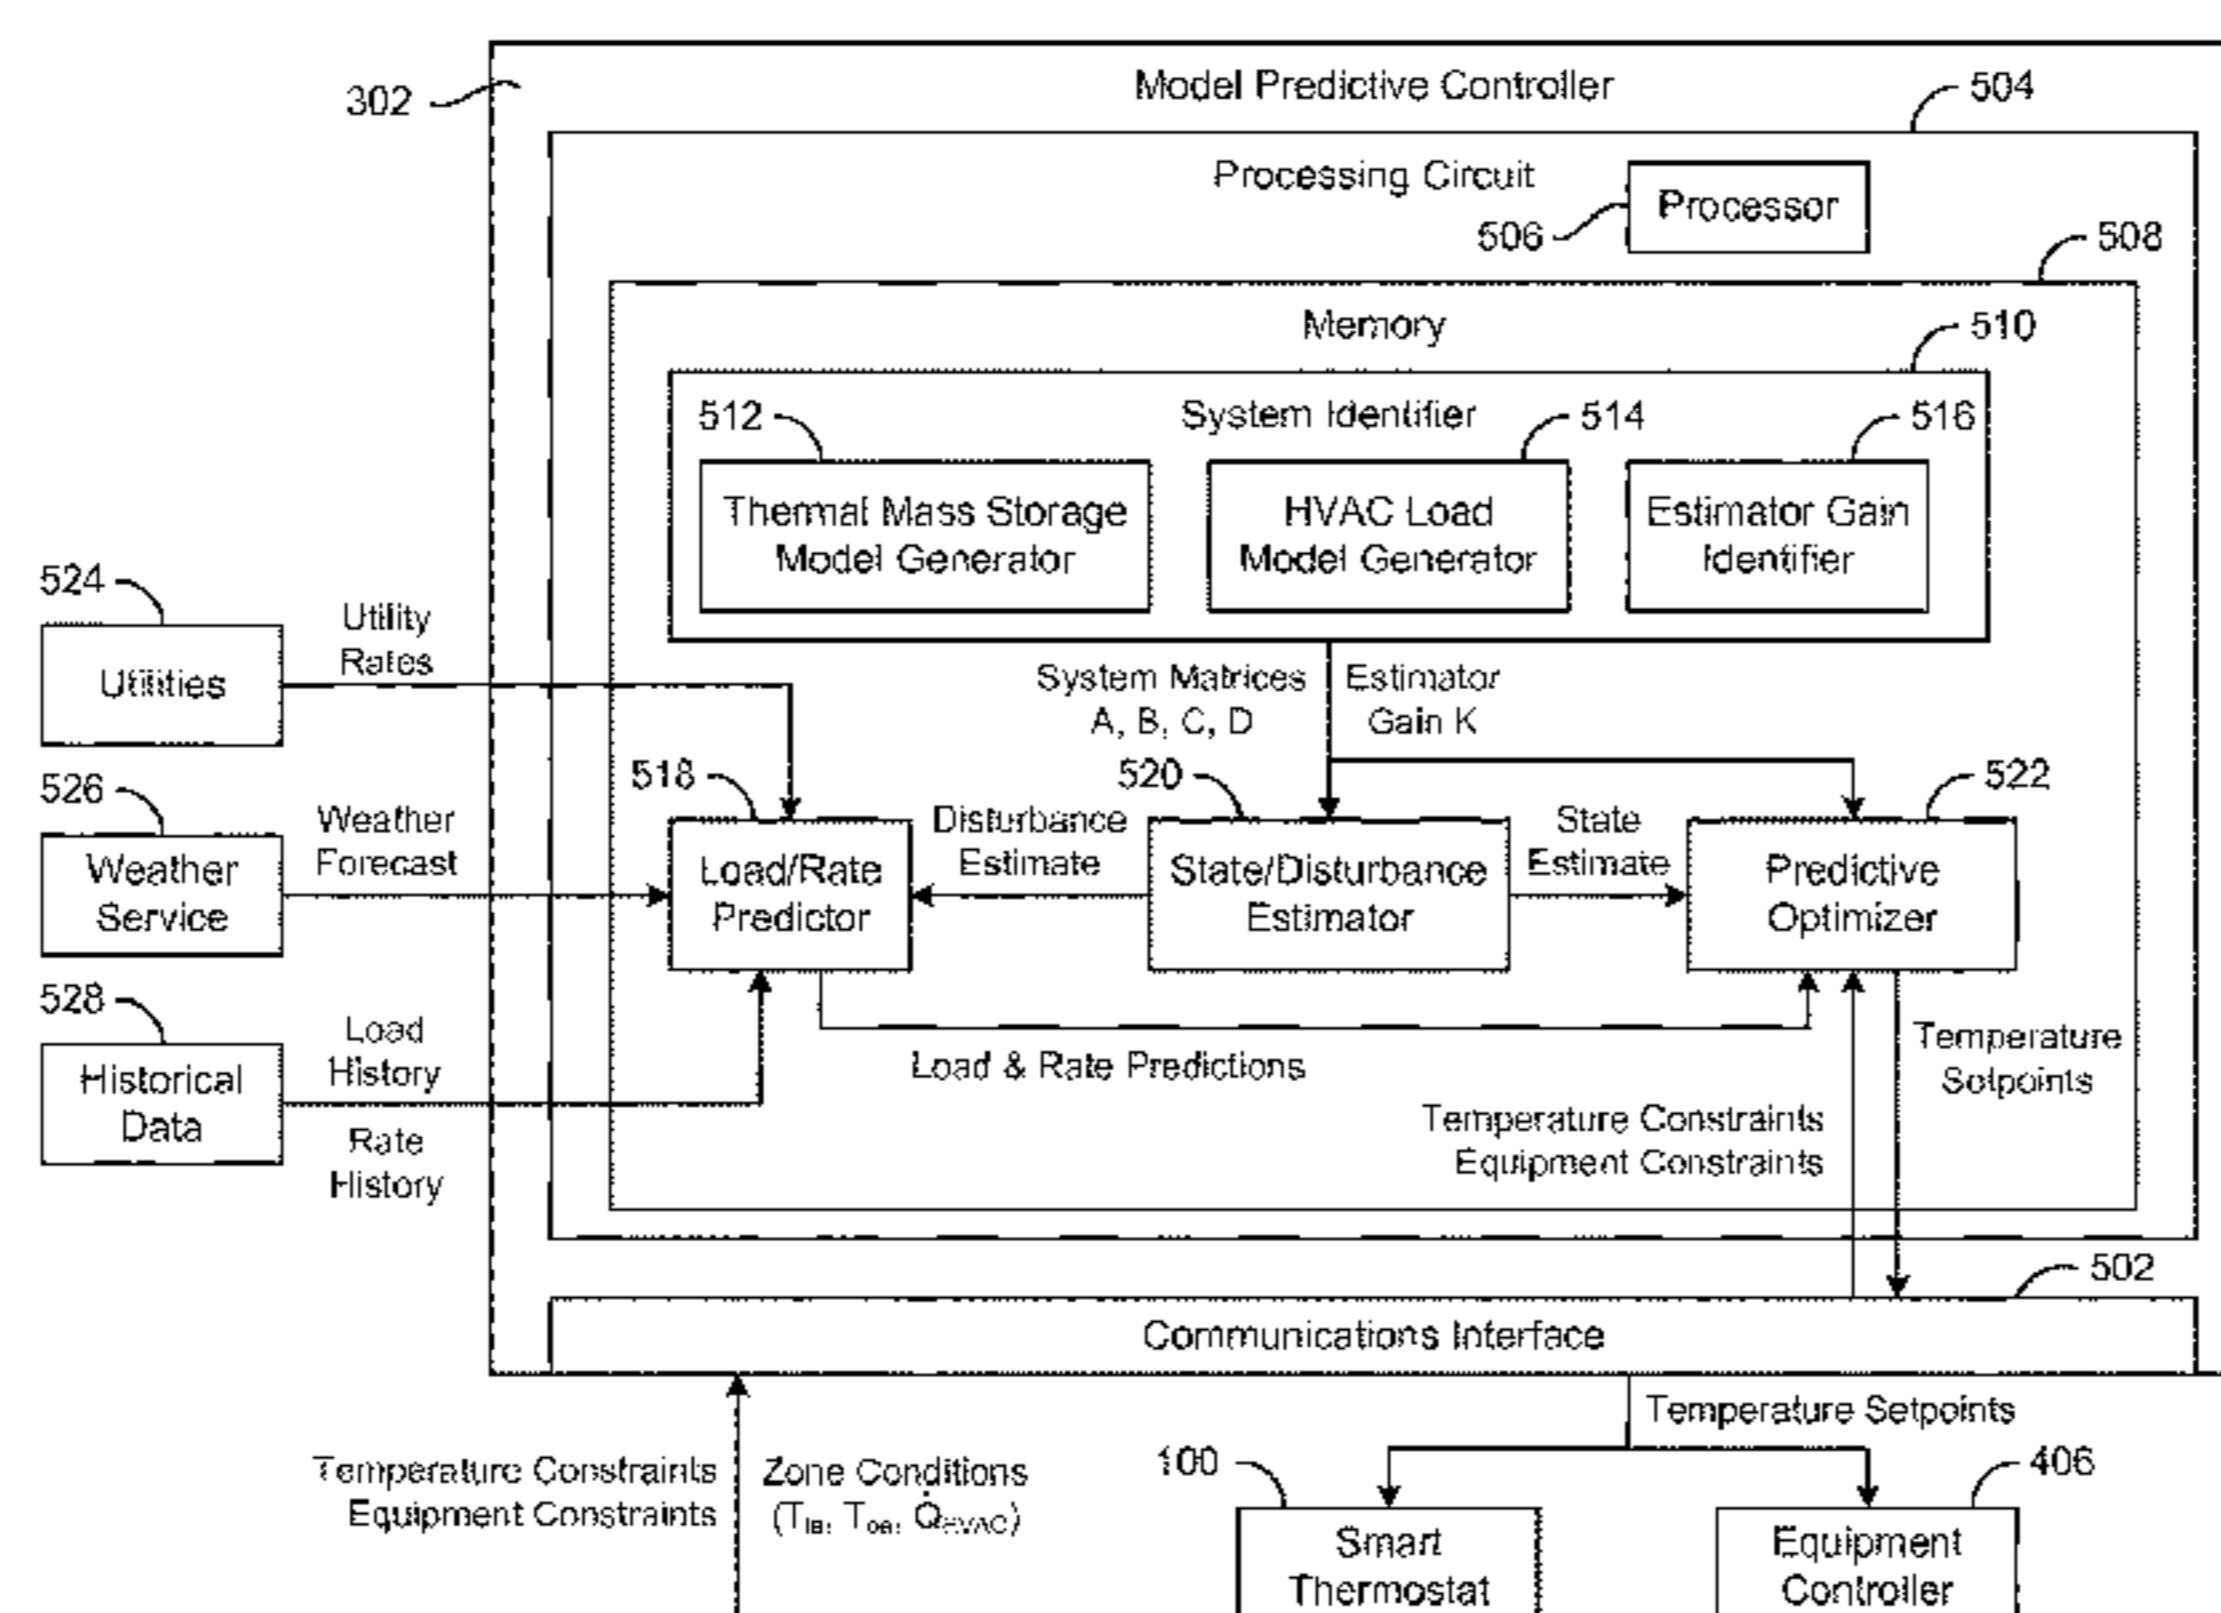 302
Model Predictive Controller
504
Processing Circuit
Processor
506
508
Memory
510
System Identifier
512
514
516
Thermal Mass Storage
Model Generator
HVAC Load
Model Generator
Estimator Gain
Identifier
524
Utilities
Utility
Rates
System Matrices
A, B, C, D
Estimator
Gain K
526
Weather
Service
Weather
Forecast
518
Load/Rate
Predictor
Disturbance
Estimate
520
State/Disturbance
Estimator
State
Estimate
522
Predictive
Optimizer
528
Historical
Data
Load
History
Rate
History
Load & Rate Predictions
Temperature
Setpoints
Temperature Constraints
Equipment Constraints
502
Communications Interface
Temperature Setpoints
Temperature Constraints
Equipment Constraints
Zone Conditions
(Tia, Toa, Q̇HVAC)
100
Smart
Thermostat
406
Equipment
Controller